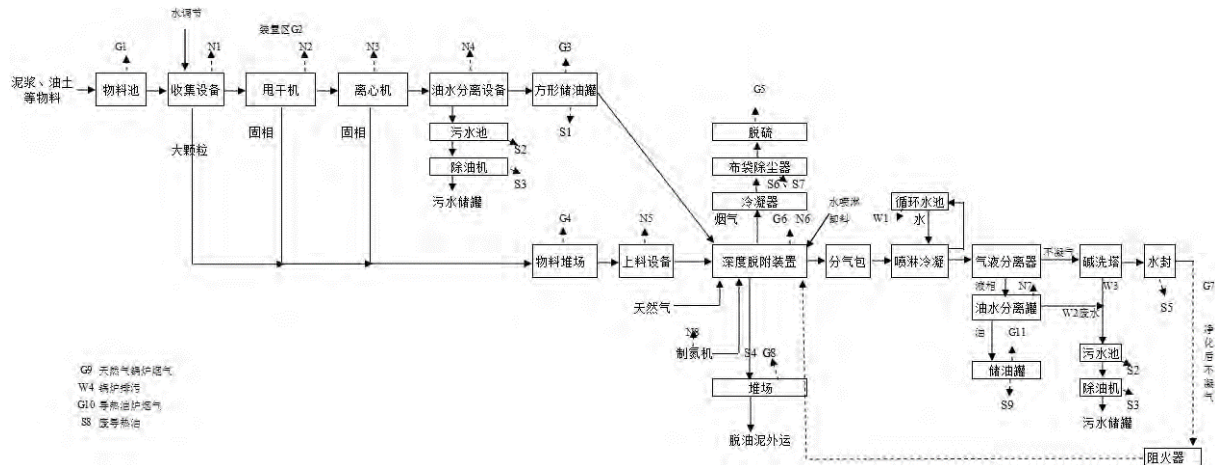 水调节
装置区G2
G1
N1
N2
N3
N4
G3
泥浆、油土
等物料
物料池
收集设备
甩干机
离心机
油水分离设备
方形储油罐
G5
大颗粒
固相
固相
污水池
S2
S1
脱硫
除油机
S3
布袋除尘器
S6
S7
污水储罐
冷凝器
循环水池
烟气
G6
N6
水喷淋
卸料
W1
水
G4
N5
物料堆场
上料设备
深度脱附装置
分气包
喷淋冷凝
气液分离器
不凝气
碱洗塔
水封
G7
天然气
液相
N7
W3
S5
油水分离罐
W2废水
N8
制氮机
S4
G8
油
G11
净化后不凝气
污水池
S2
堆场
储油罐
除油机
S3
S9
污水储罐
脱油泥外运
阻火器
G9 天然气锅炉烟气
W4 锅炉排污
G10 导热油炉烟气
S8 废导热油